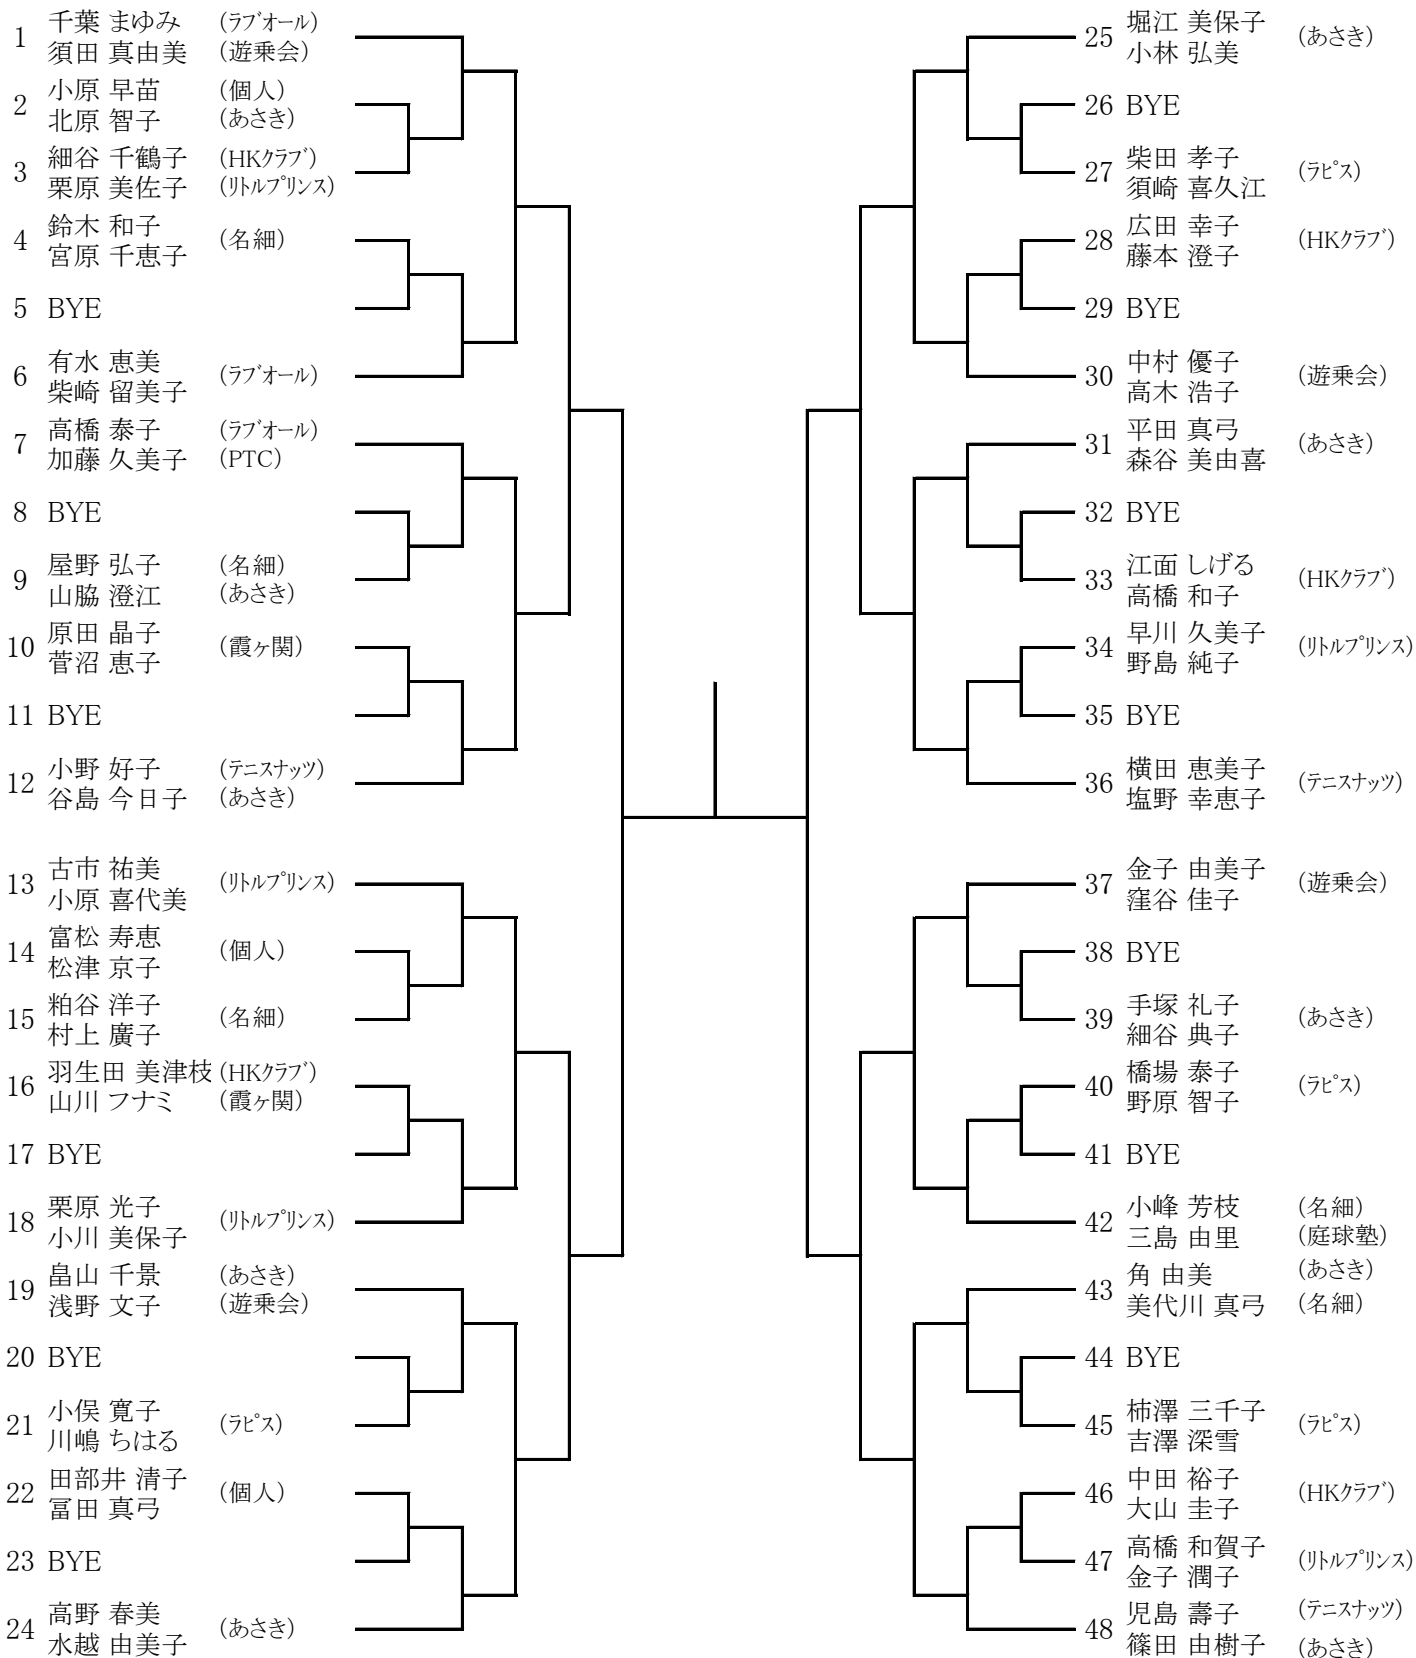 1 千葉 まゆみ (ラブオール)
須田 真由美 (遊乗会)
2 小原 早苗 (個人)
北原 智子 (あさき)
3 細谷 千鶴子 (HKクラブ)
栗原 美佐子 (リトルプリンス)
4 鈴木 和子 (名細)
宮原 千恵子
5 BYE
6 有水 恵美 (ラブオール)
柴崎 留美子
7 高橋 泰子 (ラブオール)
加藤 久美子 (PTC)
8 BYE
9 屋野 弘子 (名細)
山脇 澄江 (あさき)
10 原田 晶子 (霞ヶ関)
菅沼 恵子
11 BYE
12 小野 好子 (テニスナッツ)
谷島 今日子 (あさき)
13 古市 祐美 (リトルプリンス)
小原 喜代美
14 富松 寿恵 (個人)
松津 京子
15 粕谷 洋子 (名細)
村上 廣子
16 羽生田 美津枝 (HKクラブ)
山川 フナミ (霞ヶ関)
17 BYE
18 栗原 光子 (リトルプリンス)
小川 美保子
19 畠山 千景 (あさき)
浅野 文子 (遊乗会)
20 BYE
21 小俣 寛子 (ラピス)
川嶋 ちはる
22 田部井 清子 (個人)
冨田 真弓
23 BYE
24 高野 春美 (あさき)
水越 由美子
25 堀江 美保子 (あさき)
小林 弘美
26 BYE
27 柴田 孝子 (ラピス)
須崎 喜久江
28 広田 幸子 (HKクラブ)
藤本 澄子
29 BYE
30 中村 優子 (遊乗会)
高木 浩子
31 平田 真弓 (あさき)
森谷 美由喜
32 BYE
33 江面 しげる (HKクラブ)
高橋 和子
34 早川 久美子 (リトルプリンス)
野島 純子
35 BYE
36 横田 恵美子 (テニスナッツ)
塩野 幸恵子
37 金子 由美子 (遊乗会)
窪谷 佳子
38 BYE
39 手塚 礼子 (あさき)
細谷 典子
40 橋場 泰子 (ラピス)
野原 智子
41 BYE
42 小峰 芳枝 (名細)
三島 由里 (庭球塾)
43 角 由美 (あさき)
美代川 真弓 (名細)
44 BYE
45 柿澤 三千子 (ラピス)
吉澤 深雪
46 中田 裕子 (HKクラブ)
大山 圭子
47 高橋 和賀子 (リトルプリンス)
金子 潤子
48 児島 壽子 (テニスナッツ)
篠田 由樹子 (あさき)